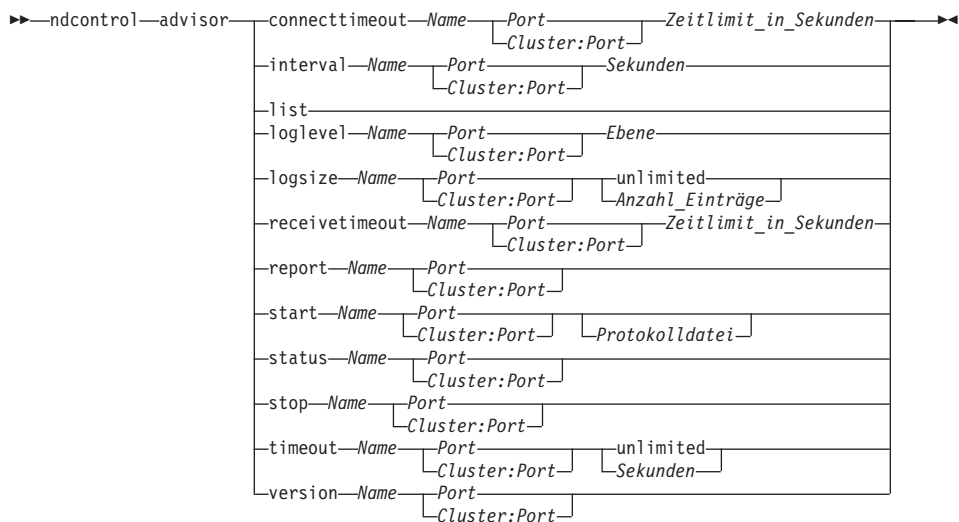 ndcontrol advisor connecttimeout Name Port Zeitlimit_in_Sekunden
Cluster:Port
interval Name Port Sekunden
Cluster:Port
list
loglevel Name Port Ebene
Cluster:Port
logsize Name Port unlimited
Cluster:Port Anzahl_Einträge
receivetimeout Name Port Zeitlimit_in_Sekunden
Cluster:Port
report Name Port
Cluster:Port
start Name Port
Cluster:Port Protokolldatei
status Name Port
Cluster:Port
stop Name Port
Cluster:Port
timeout Name Port unlimited
Cluster:Port Sekunden
version Name Port
Cluster:Port